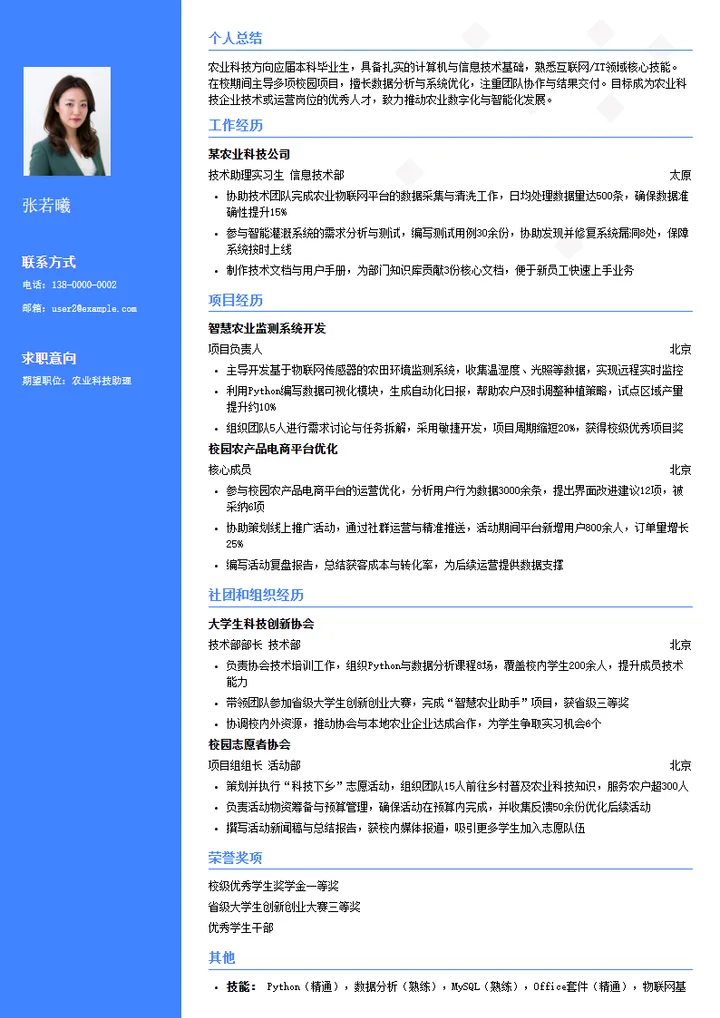 张若曦
联系方式
电话：138-0000-0002
邮箱：user2@example.com
求职意向
期望职位：农业科技助理
个人总结
农业科技方向应届本科毕业生，具备扎实的计算机与信息技术基础，熟悉互联网/IT领域核心技能。
在校期间主导多项校园项目，擅长数据分析与系统优化，注重团队协作与结果交付。目标成为农业科
技企业技术或运营岗位的优秀人才，致力推动农业数字化与智能化发展。
工作经历
某农业科技公司
技术助理实习生 信息技术部 太原
• 协助技术团队完成农业物联网平台的数据采集与清洗工作，日均处理数据量达500条，确保数据准
确性提升15%
• 参与智能灌溉系统的需求分析与测试，编写测试用例30余份，协助发现并修复系统漏洞8处，保障
系统按时上线
• 制作技术文档与用户手册，为部门知识库贡献3份核心文档，便于新员工快速上手业务
项目经历
智慧农业监测系统开发
项目负责人 北京
• 主导开发基于物联网传感器的农田环境监测系统，收集温湿度、光照等数据，实现远程实时监控
• 利用Python编写数据可视化模块，生成自动化日报，帮助农户及时调整种植策略，试点区域产量
提升约10%
• 组织团队5人进行需求讨论与任务拆解，采用敏捷开发，项目周期缩短20%，获得校级优秀项目奖
校园农产品电商平台优化
核心成员 北京
• 参与校园农产品电商平台的运营优化，分析用户行为数据3000余条，提出界面改进建议12项，被
采纳6项
• 协助策划线上推广活动，通过社群运营与精准推送，活动期间平台新增用户800余人，订单量增长
25%
• 编写活动复盘报告，总结获客成本与转化率，为后续运营提供数据支撑
社团和组织经历
大学生科技创新协会
技术部部长 技术部 北京
• 负责协会技术培训工作，组织Python与数据分析课程8场，覆盖校内学生200余人，提升成员技术
能力
• 带领团队参加省级大学生创新创业大赛，完成“智慧农业助手”项目，获省级三等奖
• 协调校内外资源，推动协会与本地农业企业达成合作，为学生争取实习机会6个
校园志愿者协会
项目组组长 活动部 北京
• 策划并执行“科技下乡”志愿活动，组织团队15人前往乡村普及农业科技知识，服务农户超300人
• 负责活动物资筹备与预算管理，确保活动在预算内完成，并收集反馈50余份优化后续活动
• 撰写活动新闻稿与总结报告，获校内媒体报道，吸引更多学生加入志愿队伍
荣誉奖项
校级优秀学生奖学金一等奖
省级大学生创新创业大赛三等奖
优秀学生干部
其他
• 技能： Python（精通），数据分析（熟练），MySQL（熟练），Office套件（精通），物联网基